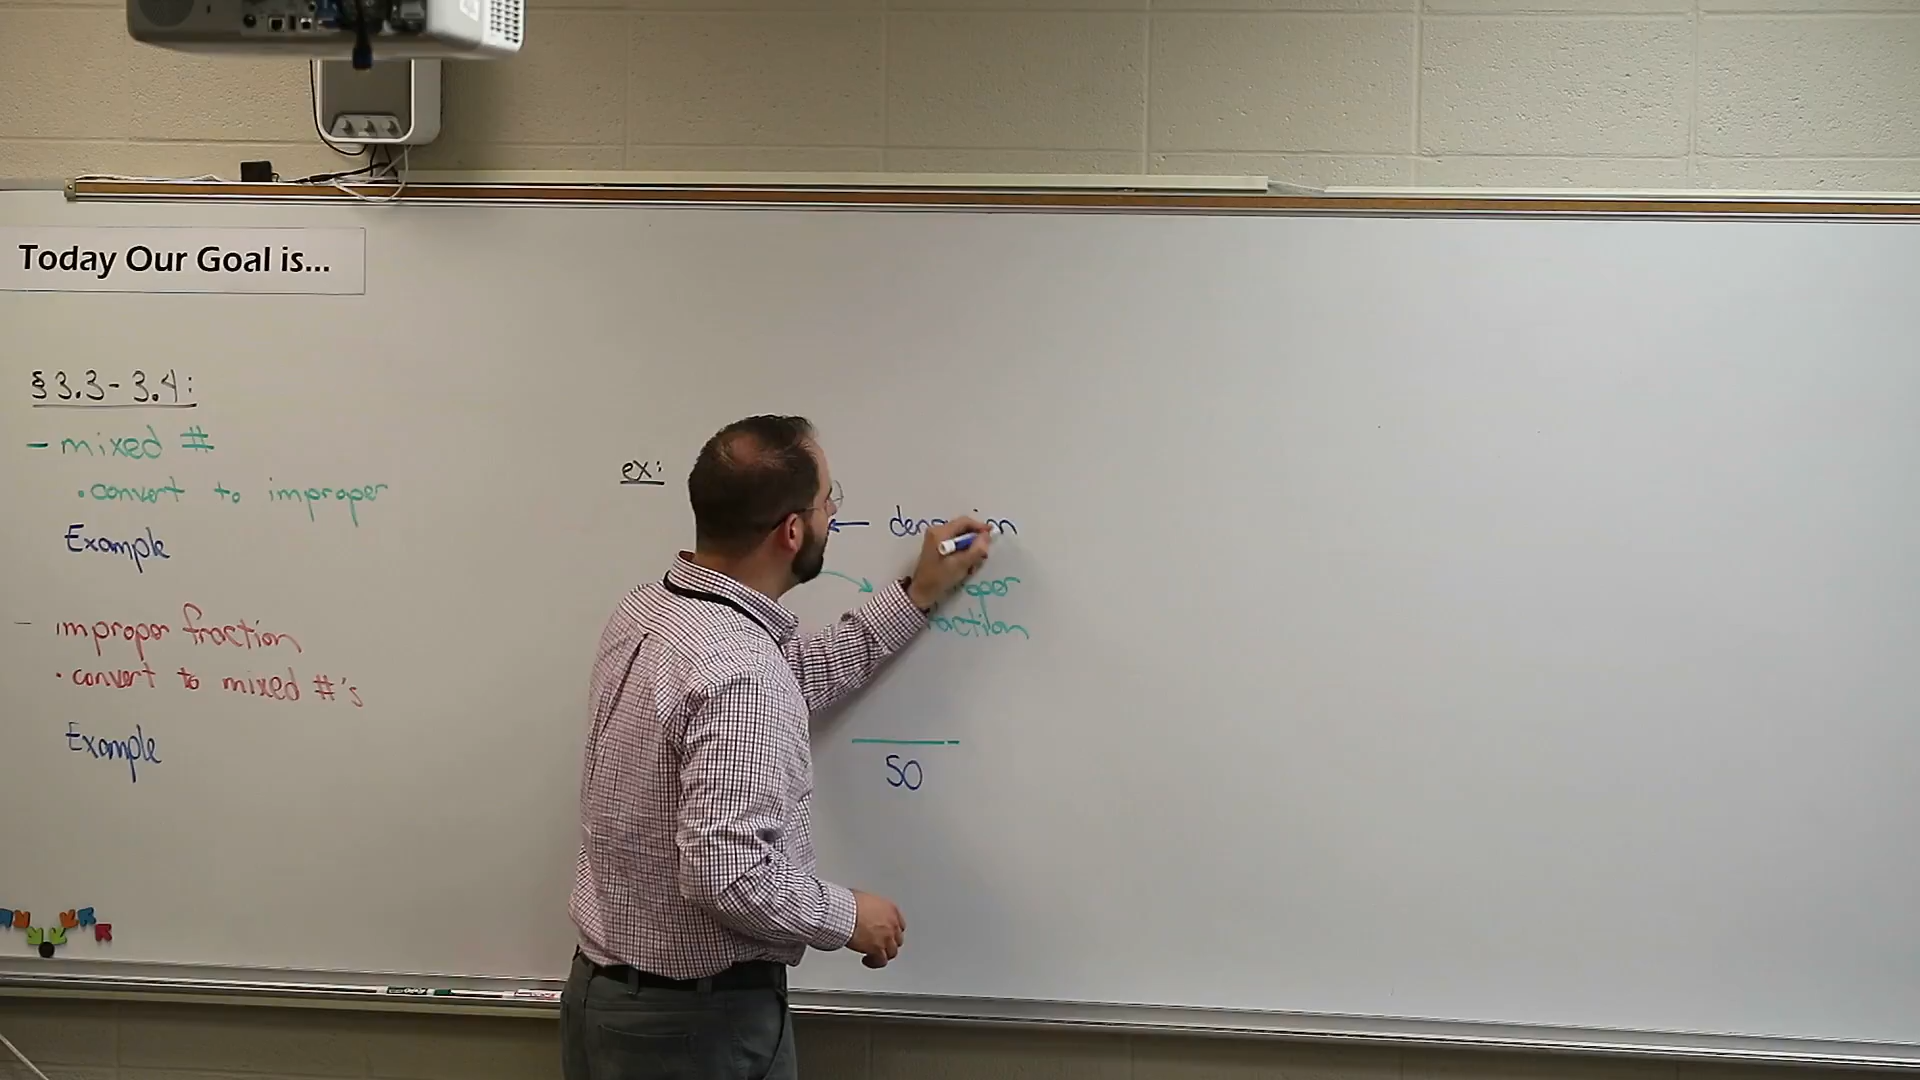 Today Our Goal is...
§ 3.3 - 3.4:
- mixed #
• convert to improper
Example
- improper fraction
• convert to mixed #'s
Example
ex:
50